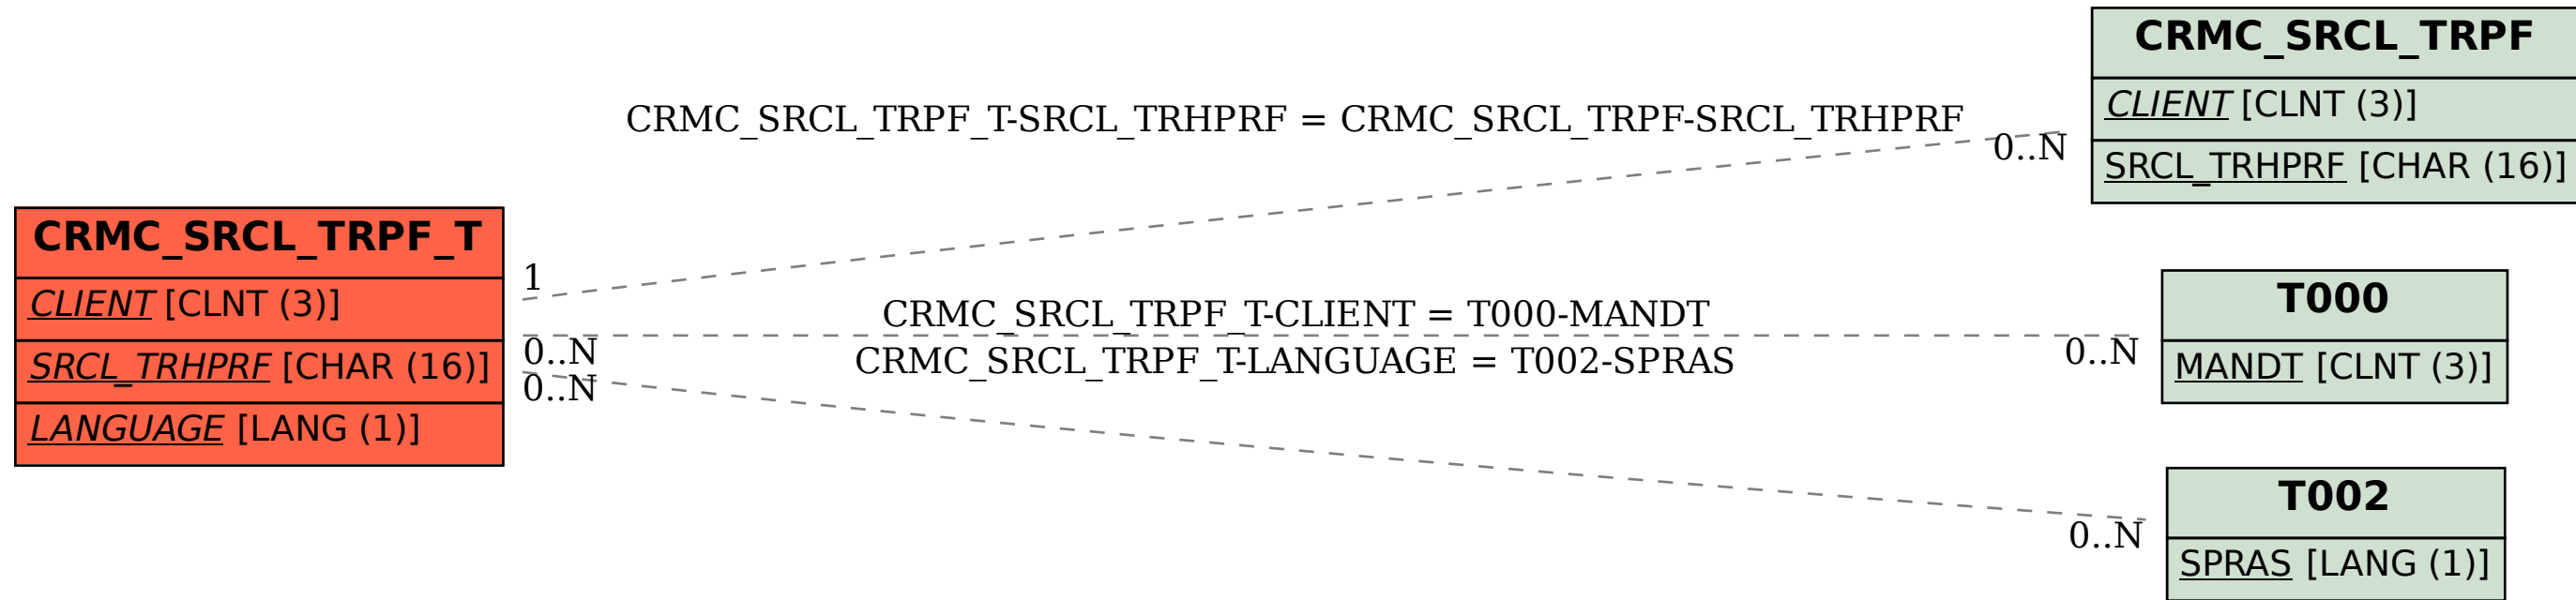 CRMC_SRCL_TRPF_T
CLIENT [CLNT (3)]
SRCL_TRHPRF [CHAR (16)]
LANGUAGE [LANG (1)]
CRMC_SRCL_TRPF_T-SRCL_TRHPRF = CRMC_SRCL_TRPF-SRCL_TRHPRF
1
0..N
CRMC_SRCL_TRPF_T-CLIENT = T000-MANDT
0..N
0..N
CRMC_SRCL_TRPF_T-LANGUAGE = T002-SPRAS
0..N
0..N
CRMC_SRCL_TRPF
CLIENT [CLNT (3)]
SRCL_TRHPRF [CHAR (16)]
T000
MANDT [CLNT (3)]
T002
SPRAS [LANG (1)]